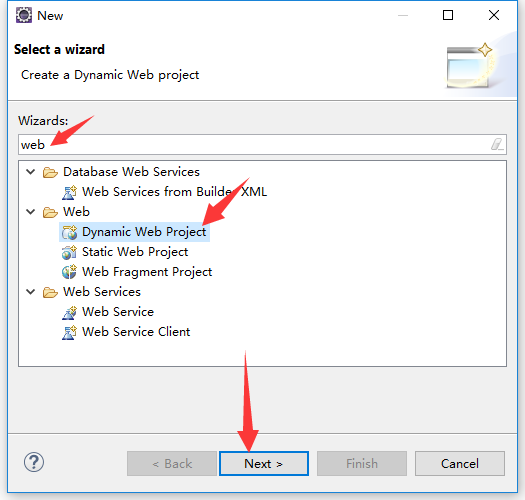 New
Select a wizard
Create a Dynamic Web project
Wizards:
web
Database Web Services
Web Services from Builder XML
Web
Dynamic Web Project
Static Web Project
Web Fragment Project
Web Services
Web Service
Web Service Client
?
< Back
Next >
Finish
Cancel